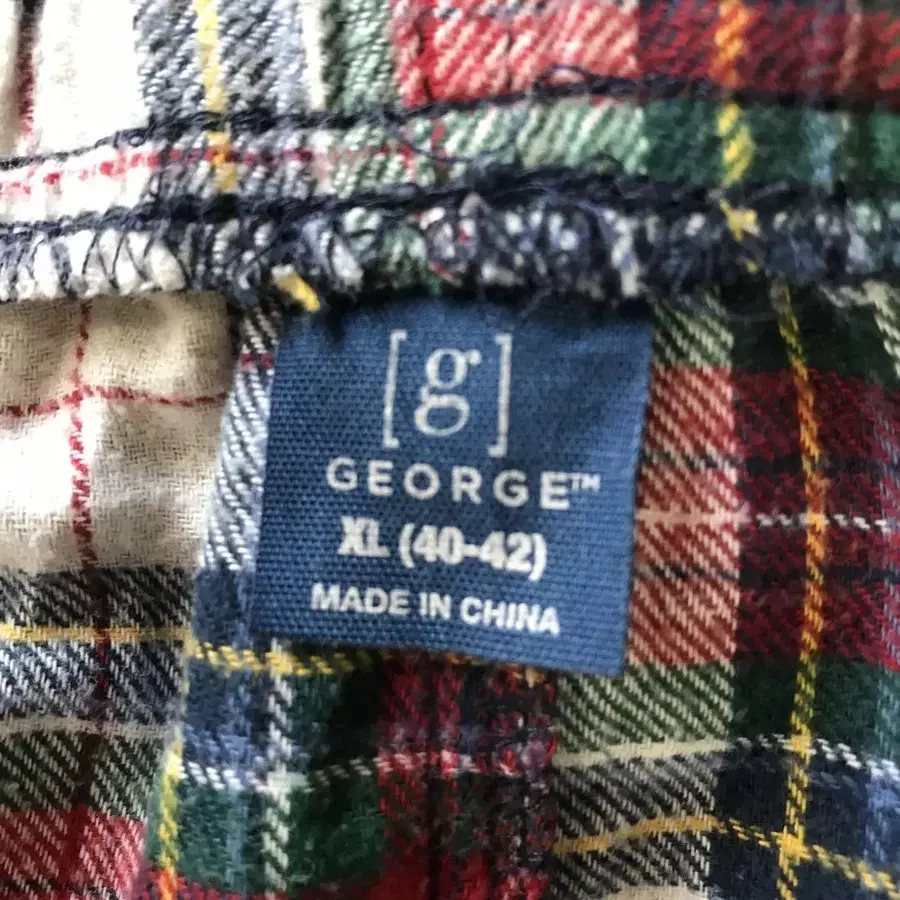 [g]
GEORGE™
XL (40-42)
MADE IN CHINA